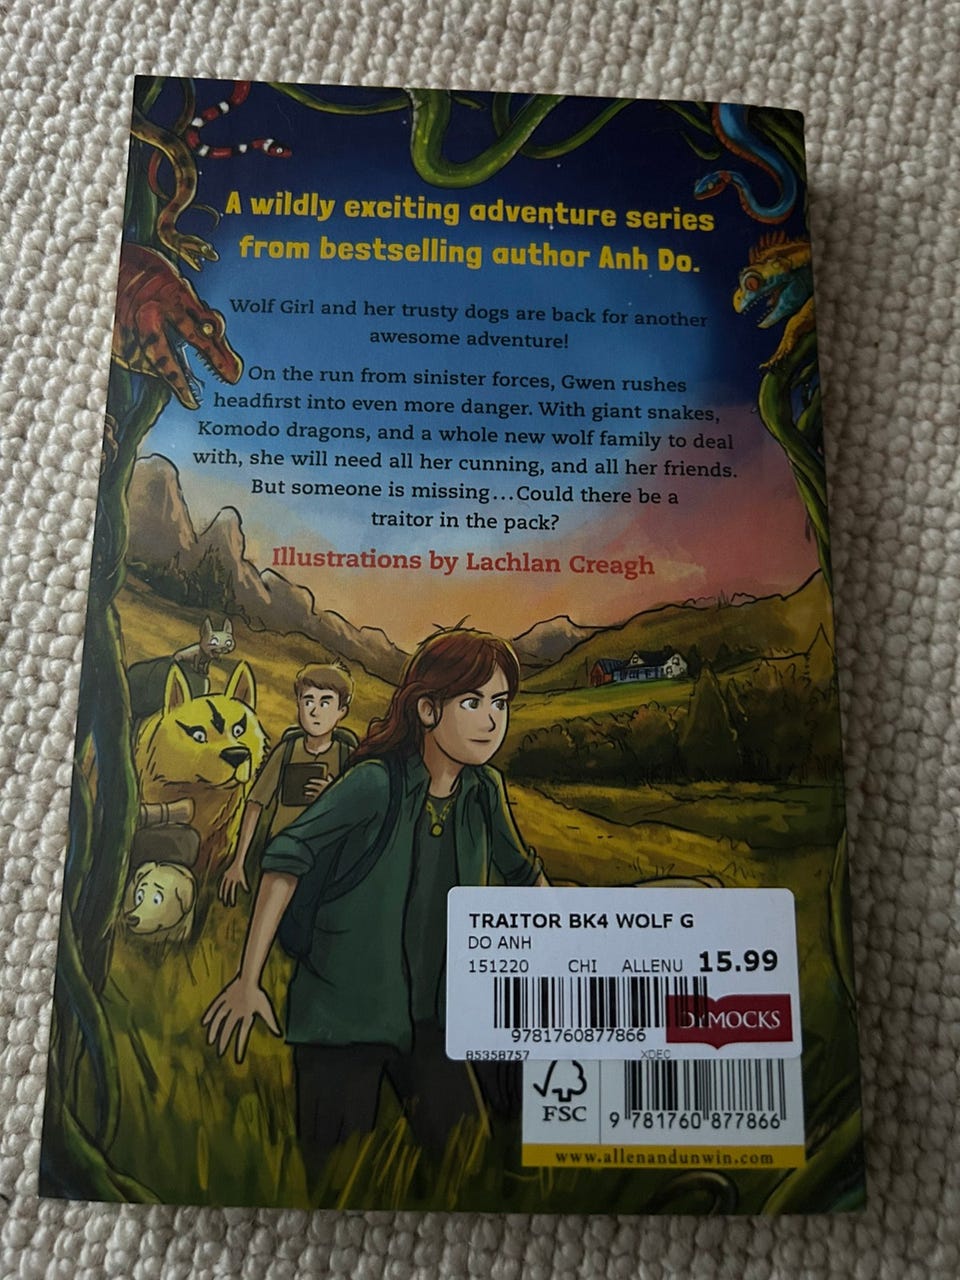 A wildly exciting adventure series
from bestselling author Anh Do.
Wolf Girl and her trusty dogs are back for another
awesome adventure!
On the run from sinister forces, Gwen rushes
headfirst into even more danger. With giant snakes,
Komodo dragons, and a whole new wolf family to deal
with, she will need all her cunning, and all her friends.
But someone is missing...Could there be a
traitor in the pack?
Illustrations by Lachlan Creagh
TRAITOR BK4 WOLF G
DO ANH
151220 CHI ALLENU 15.99
DYMOCKS
9781760877866
85358757 XDEC
FSC
9 781760 877866
www.allenandunwin.com